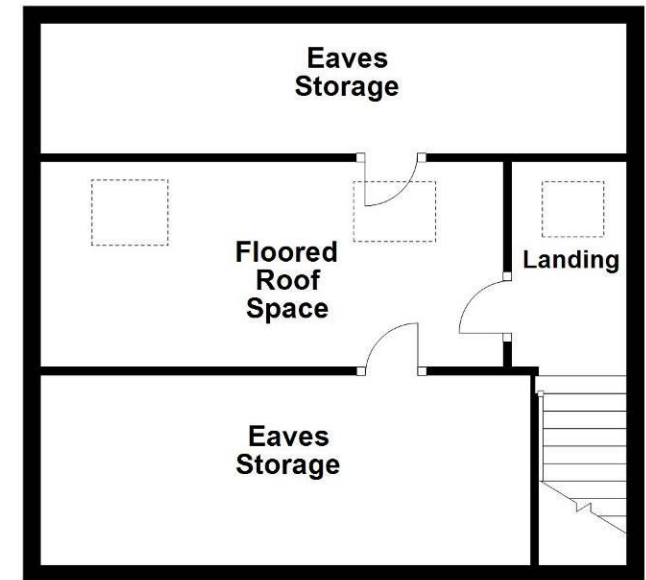 Eaves
Storage
Floored
Roof
Space
Landing
Eaves
Storage